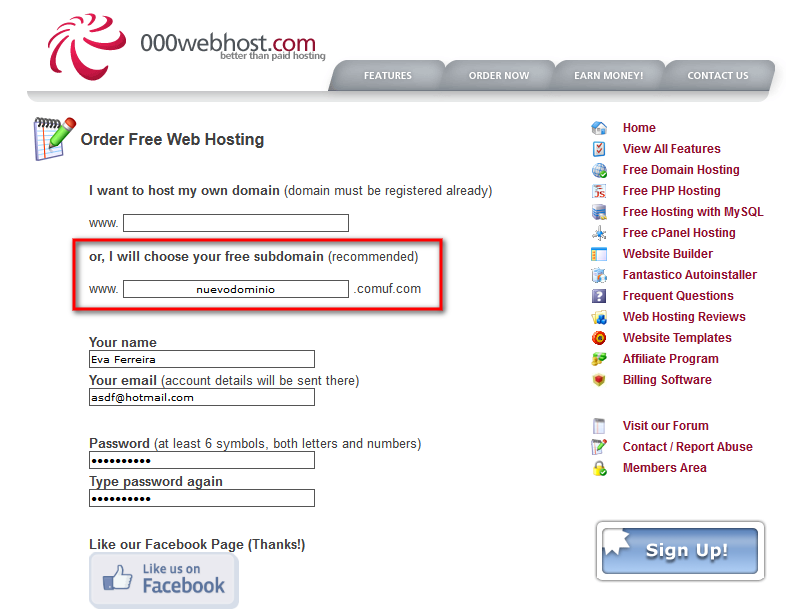 000webhost.com
better than paid hosting
FEATURES
ORDER NOW
EARN MONEY!
CONTACT US
Order Free Web Hosting
I want to host my own domain (domain must be registered already)
www.
or, I will choose your free subdomain (recommended)
www. nuevodominio .comuf.com
Your name
Eva Ferreira
Your email (account details will be sent there)
asdf@hotmail.com
Password (at least 6 symbols, both letters and numbers)
••••••••••
Type password again
••••••••••
Like our Facebook Page (Thanks!)
Like us on
Facebook
Home
View All Features
Free Domain Hosting
Free PHP Hosting
Free Hosting with MySQL
Free cPanel Hosting
Website Builder
Fantastico Autoinstaller
Frequent Questions
Web Hosting Reviews
Website Templates
Affiliate Program
Billing Software
Visit our Forum
Contact / Report Abuse
Members Area
Sign Up!